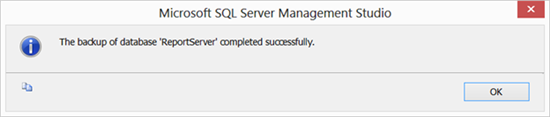 Microsoft SQL Server Management Studio
The backup of database 'ReportServer' completed successfully.
OK